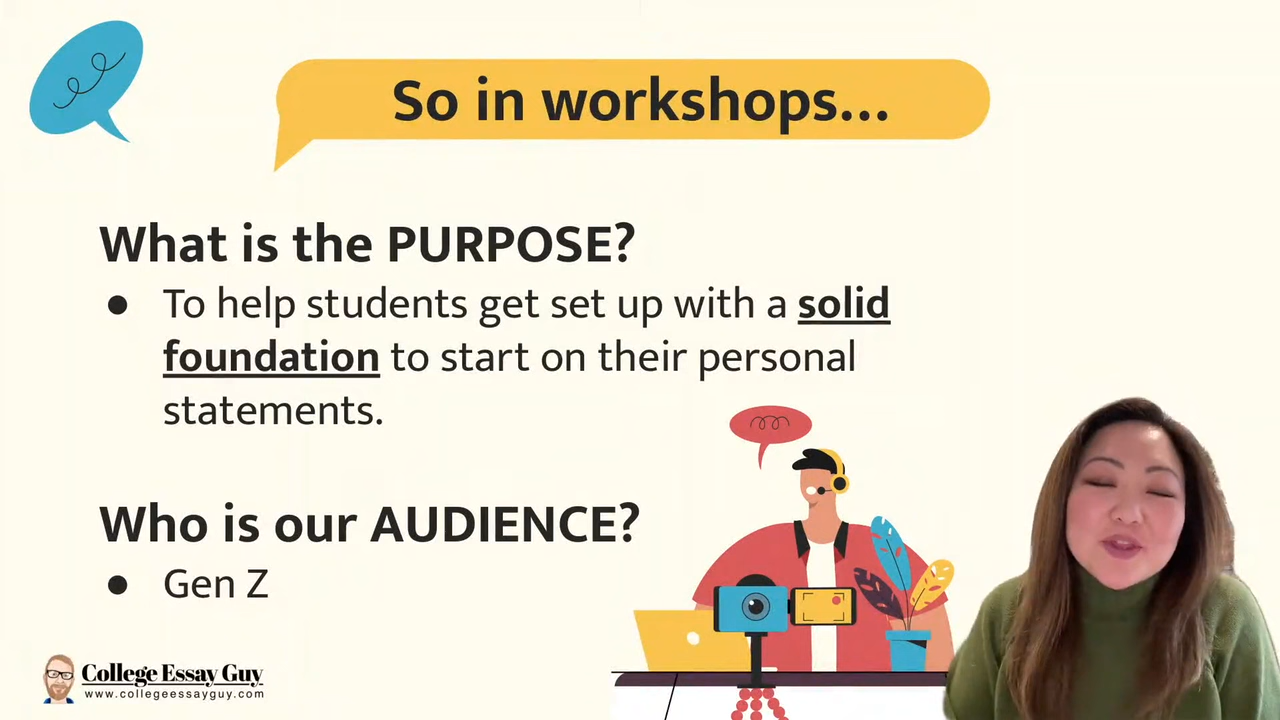 So in workshops...
What is the PURPOSE?
● To help students get set up with a solid
foundation to start on their personal
statements.
Who is our AUDIENCE?
● Gen Z
College Essay Guy
www.collegeessayguy.com